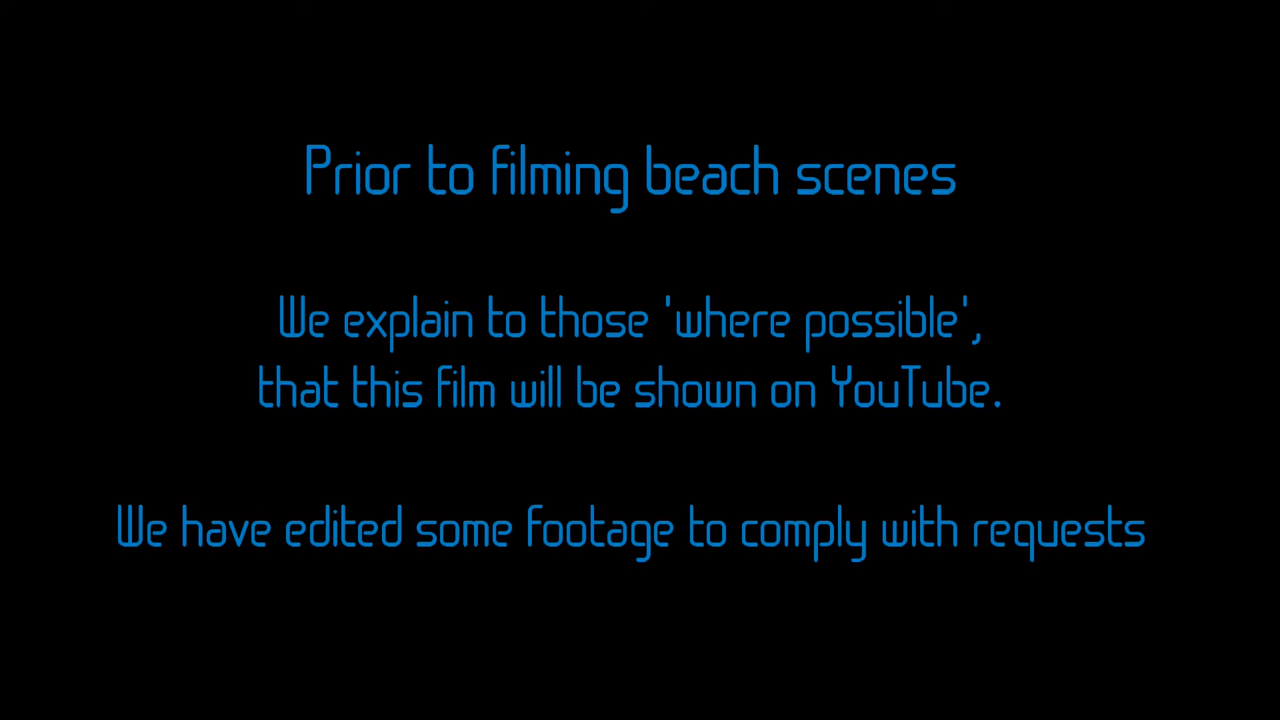 Prior to filming beach scenes
We explain to those 'where possible',
that this film will be shown on YouTube.
We have edited some footage to comply with requests